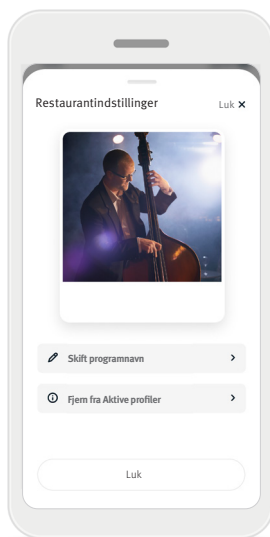 Restaurantindstillinger
Luk ×
Skift programnavn
Fjem fra Aktive profiler
Luk